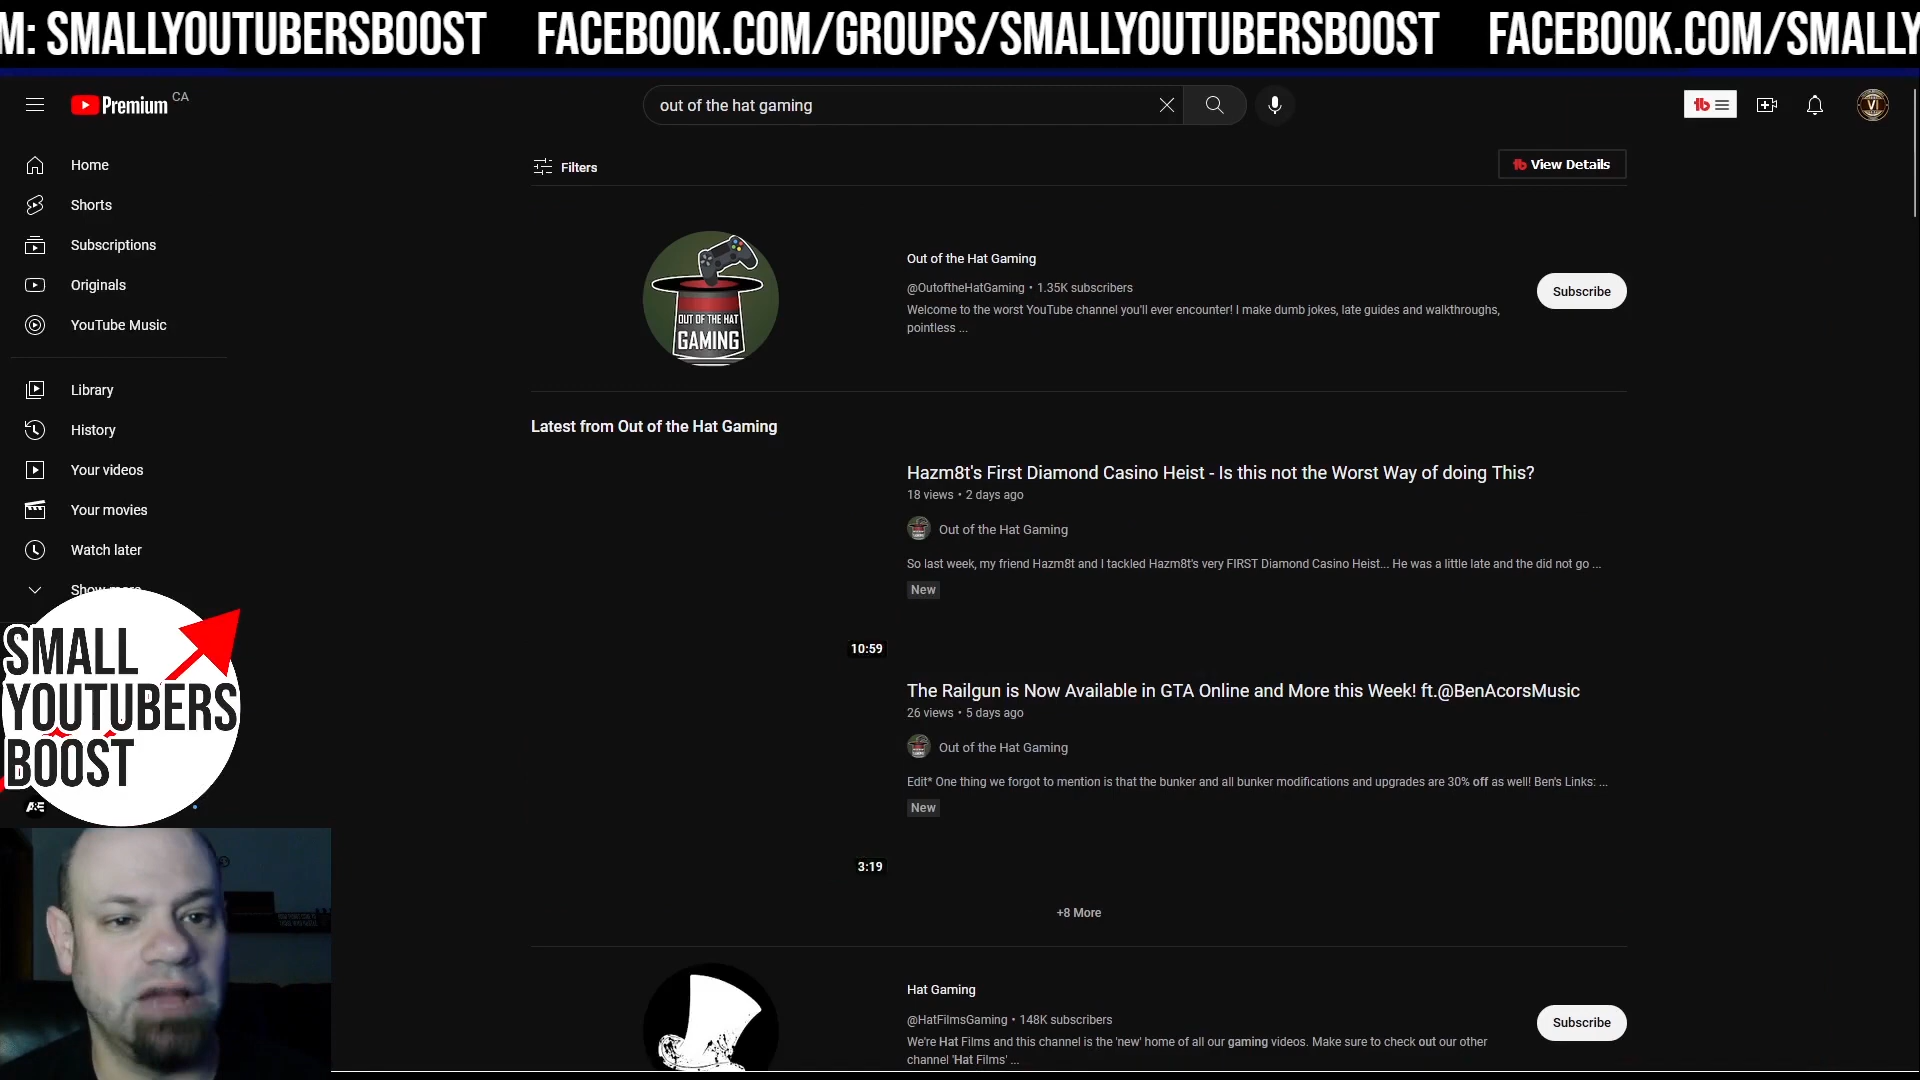 M: SMALLYOUTUBERSBOOST FACEBOOK.COM/GROUPS/SMALLYOUTUBERSBOOST FACEBOOK.COM/SMALLY
Premium CA
out of the hat gaming
Home
Shorts
Subscriptions
Originals
YouTube Music
Library
History
Your videos
Your movies
Watch later
Show more
SMALL
YOUTUBERS
BOOST
Filters
View Details
OUT OF THE HAT
GAMING
Out of the Hat Gaming
@OutoftheHatGaming • 1.35K subscribers
Welcome to the worst YouTube channel you'll ever encounter! I make dumb jokes, late guides and walkthroughs,
pointless ...
Subscribe
Latest from Out of the Hat Gaming
Hazm8t's First Diamond Casino Heist - Is this not the Worst Way of doing This?
18 views • 2 days ago
Out of the Hat Gaming
So last week, my friend Hazm8t and I tackled Hazm8t's very FIRST Diamond Casino Heist... He was a little late and the did not go ...
New
10:59
The Railgun is Now Available in GTA Online and More this Week! ft.@BenAcorsMusic
26 views • 5 days ago
Out of the Hat Gaming
Edit* One thing we forgot to mention is that the bunker and all bunker modifications and upgrades are 30% off as well! Ben's Links: ...
New
3:19
+8 More
Hat Gaming
@HatFilmsGaming • 148K subscribers
We're Hat Films and this channel is the 'new' home of all our gaming videos. Make sure to check out our other
channel 'Hat Films' ...
Subscribe